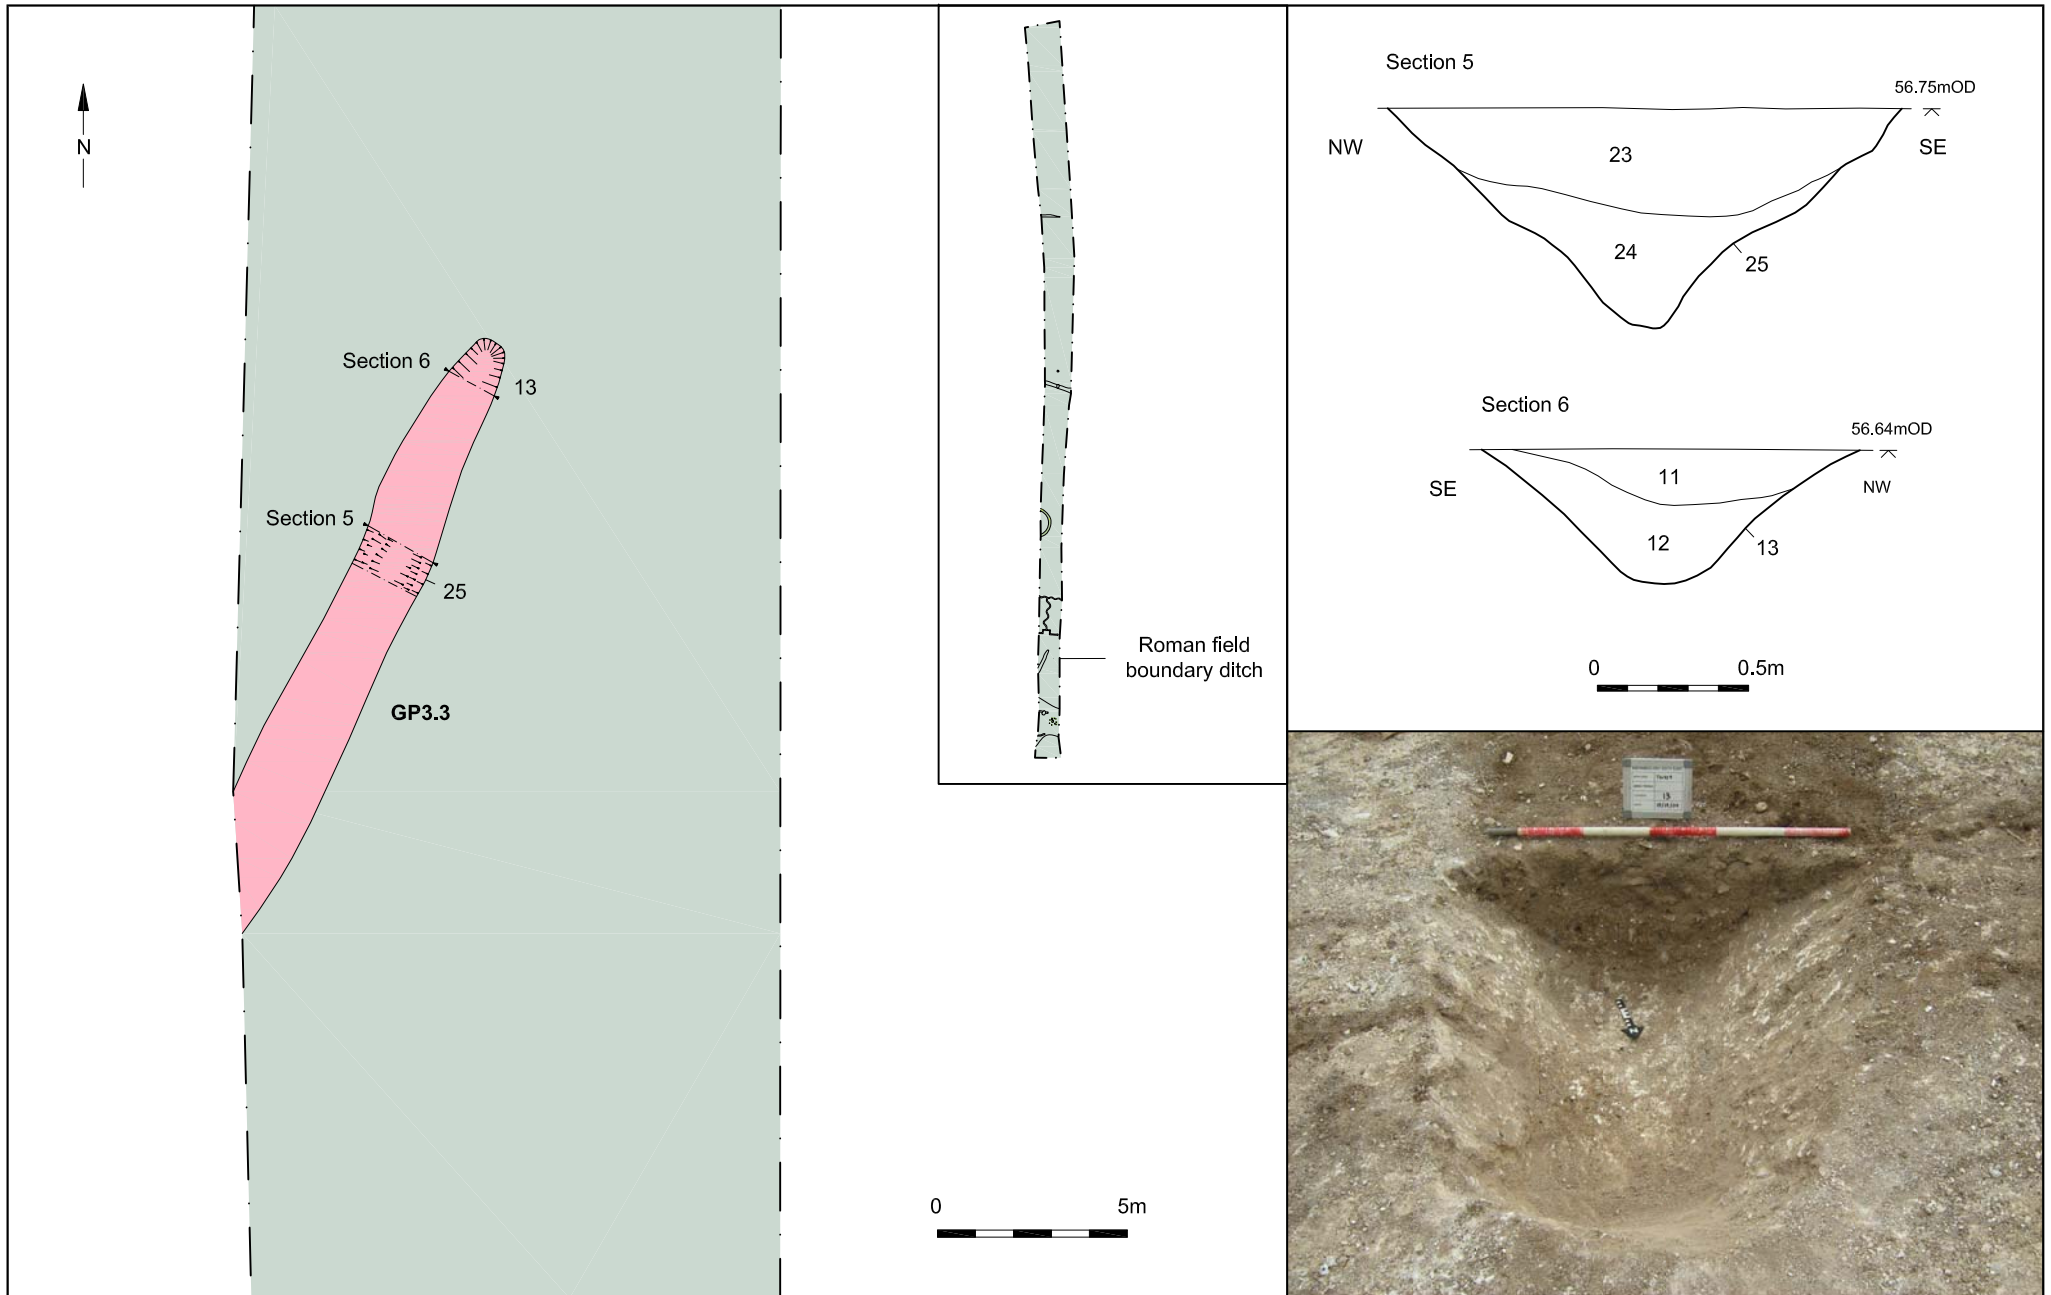 N
Section 6
13
Section 5
25
GP3.3
0 5m
Roman field
boundary ditch
Section 5
56.75mOD
NW
SE
23
24
25
Section 6
56.64mOD
SE
NW
11
12
13
0 0.5m
13